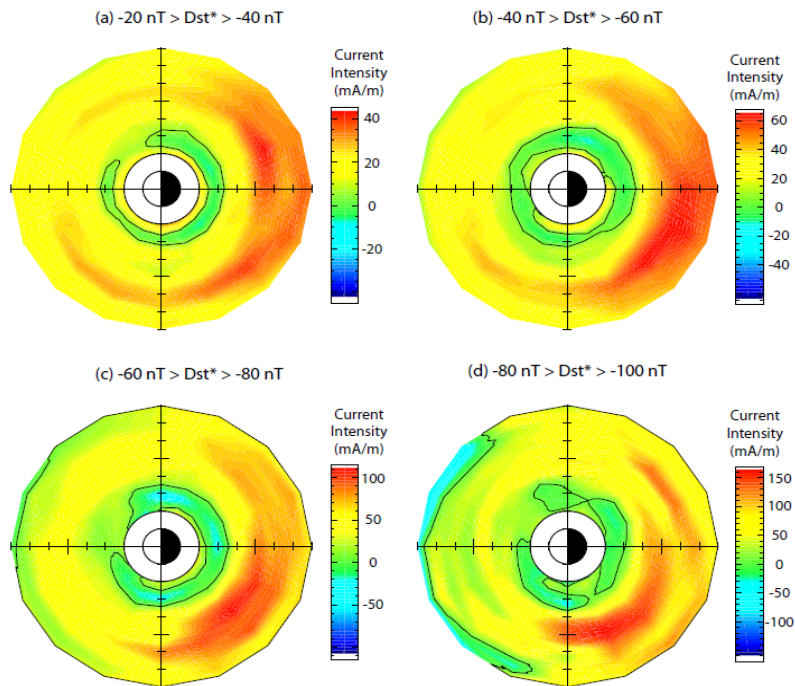 (a) -20 nT > Dst* > -40 nT
Current
Intensity
(mA/m)
40
20
0
-20
(b) -40 nT > Dst* > -60 nT
Current
Intensity
(mA/m)
60
40
20
0
-20
-40
(c) -60 nT > Dst* > -80 nT
Current
Intensity
(mA/m)
100
50
0
-50
(d) -80 nT > Dst* > -100 nT
Current
Intensity
(mA/m)
150
100
50
0
-50
-100